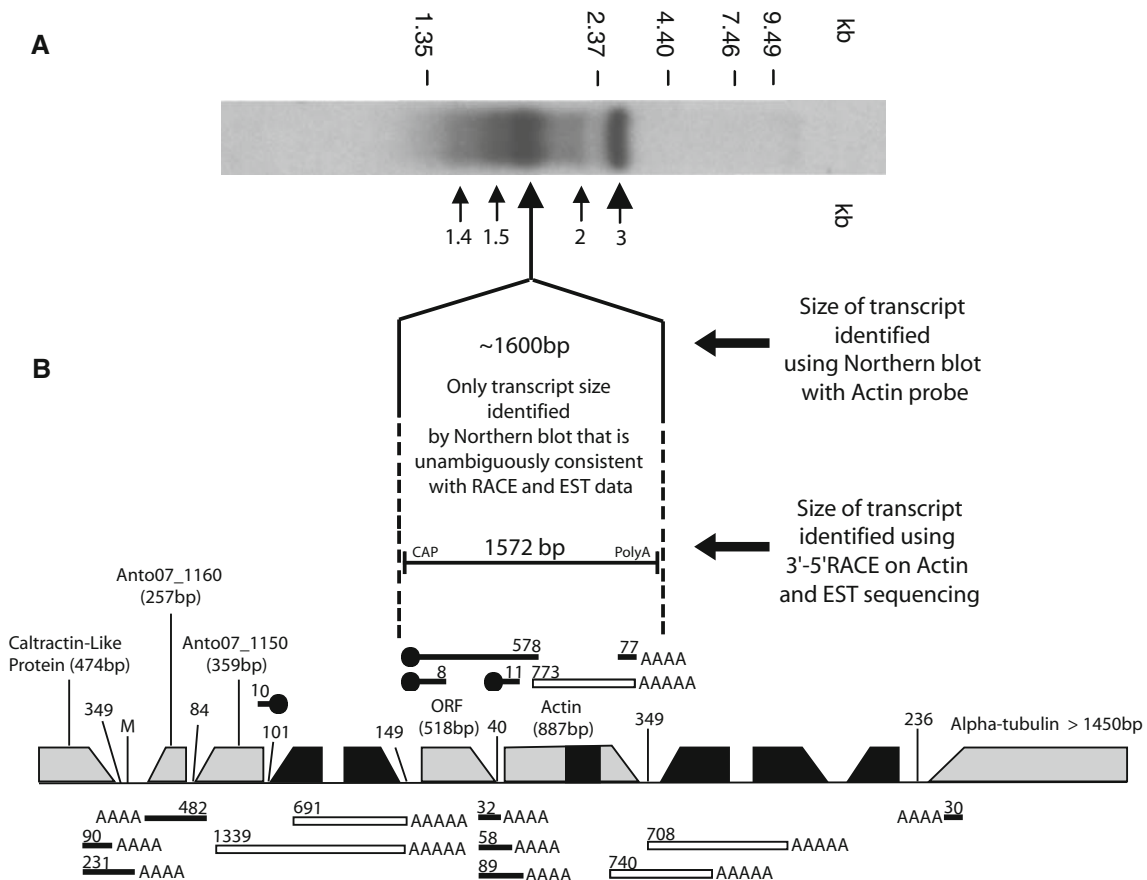 A
1.35
2.37
4.40
7.46
9.49
kb
1.4
1.5
2
3
kb
B
~1600bp
Only transcript size
identified
by Northern blot that is
unambiguously consistent
with RACE and EST data
Size of transcript
identified
using Northern blot
with Actin probe
CAP
1572 bp
PolyA
Size of transcript
identified using
3'-5'RACE on Actin
and EST sequencing
Anto07_1160
(257bp)
Caltractin-Like
Protein (474bp)
Anto07_1150
(359bp)
578
77
AAAA
8
11
773
AAAAA
10
349
M
84
101
149
ORF
(518bp)
40
Actin
(887bp)
349
236
Alpha-tubulin > 1450bp
AAAA
482
90
AAAA
231
AAAA
691
AAAAA
1339
AAAAA
32
AAAA
58
AAAA
89
AAAA
708
AAAAA
740
AAAAA
AAAA
30